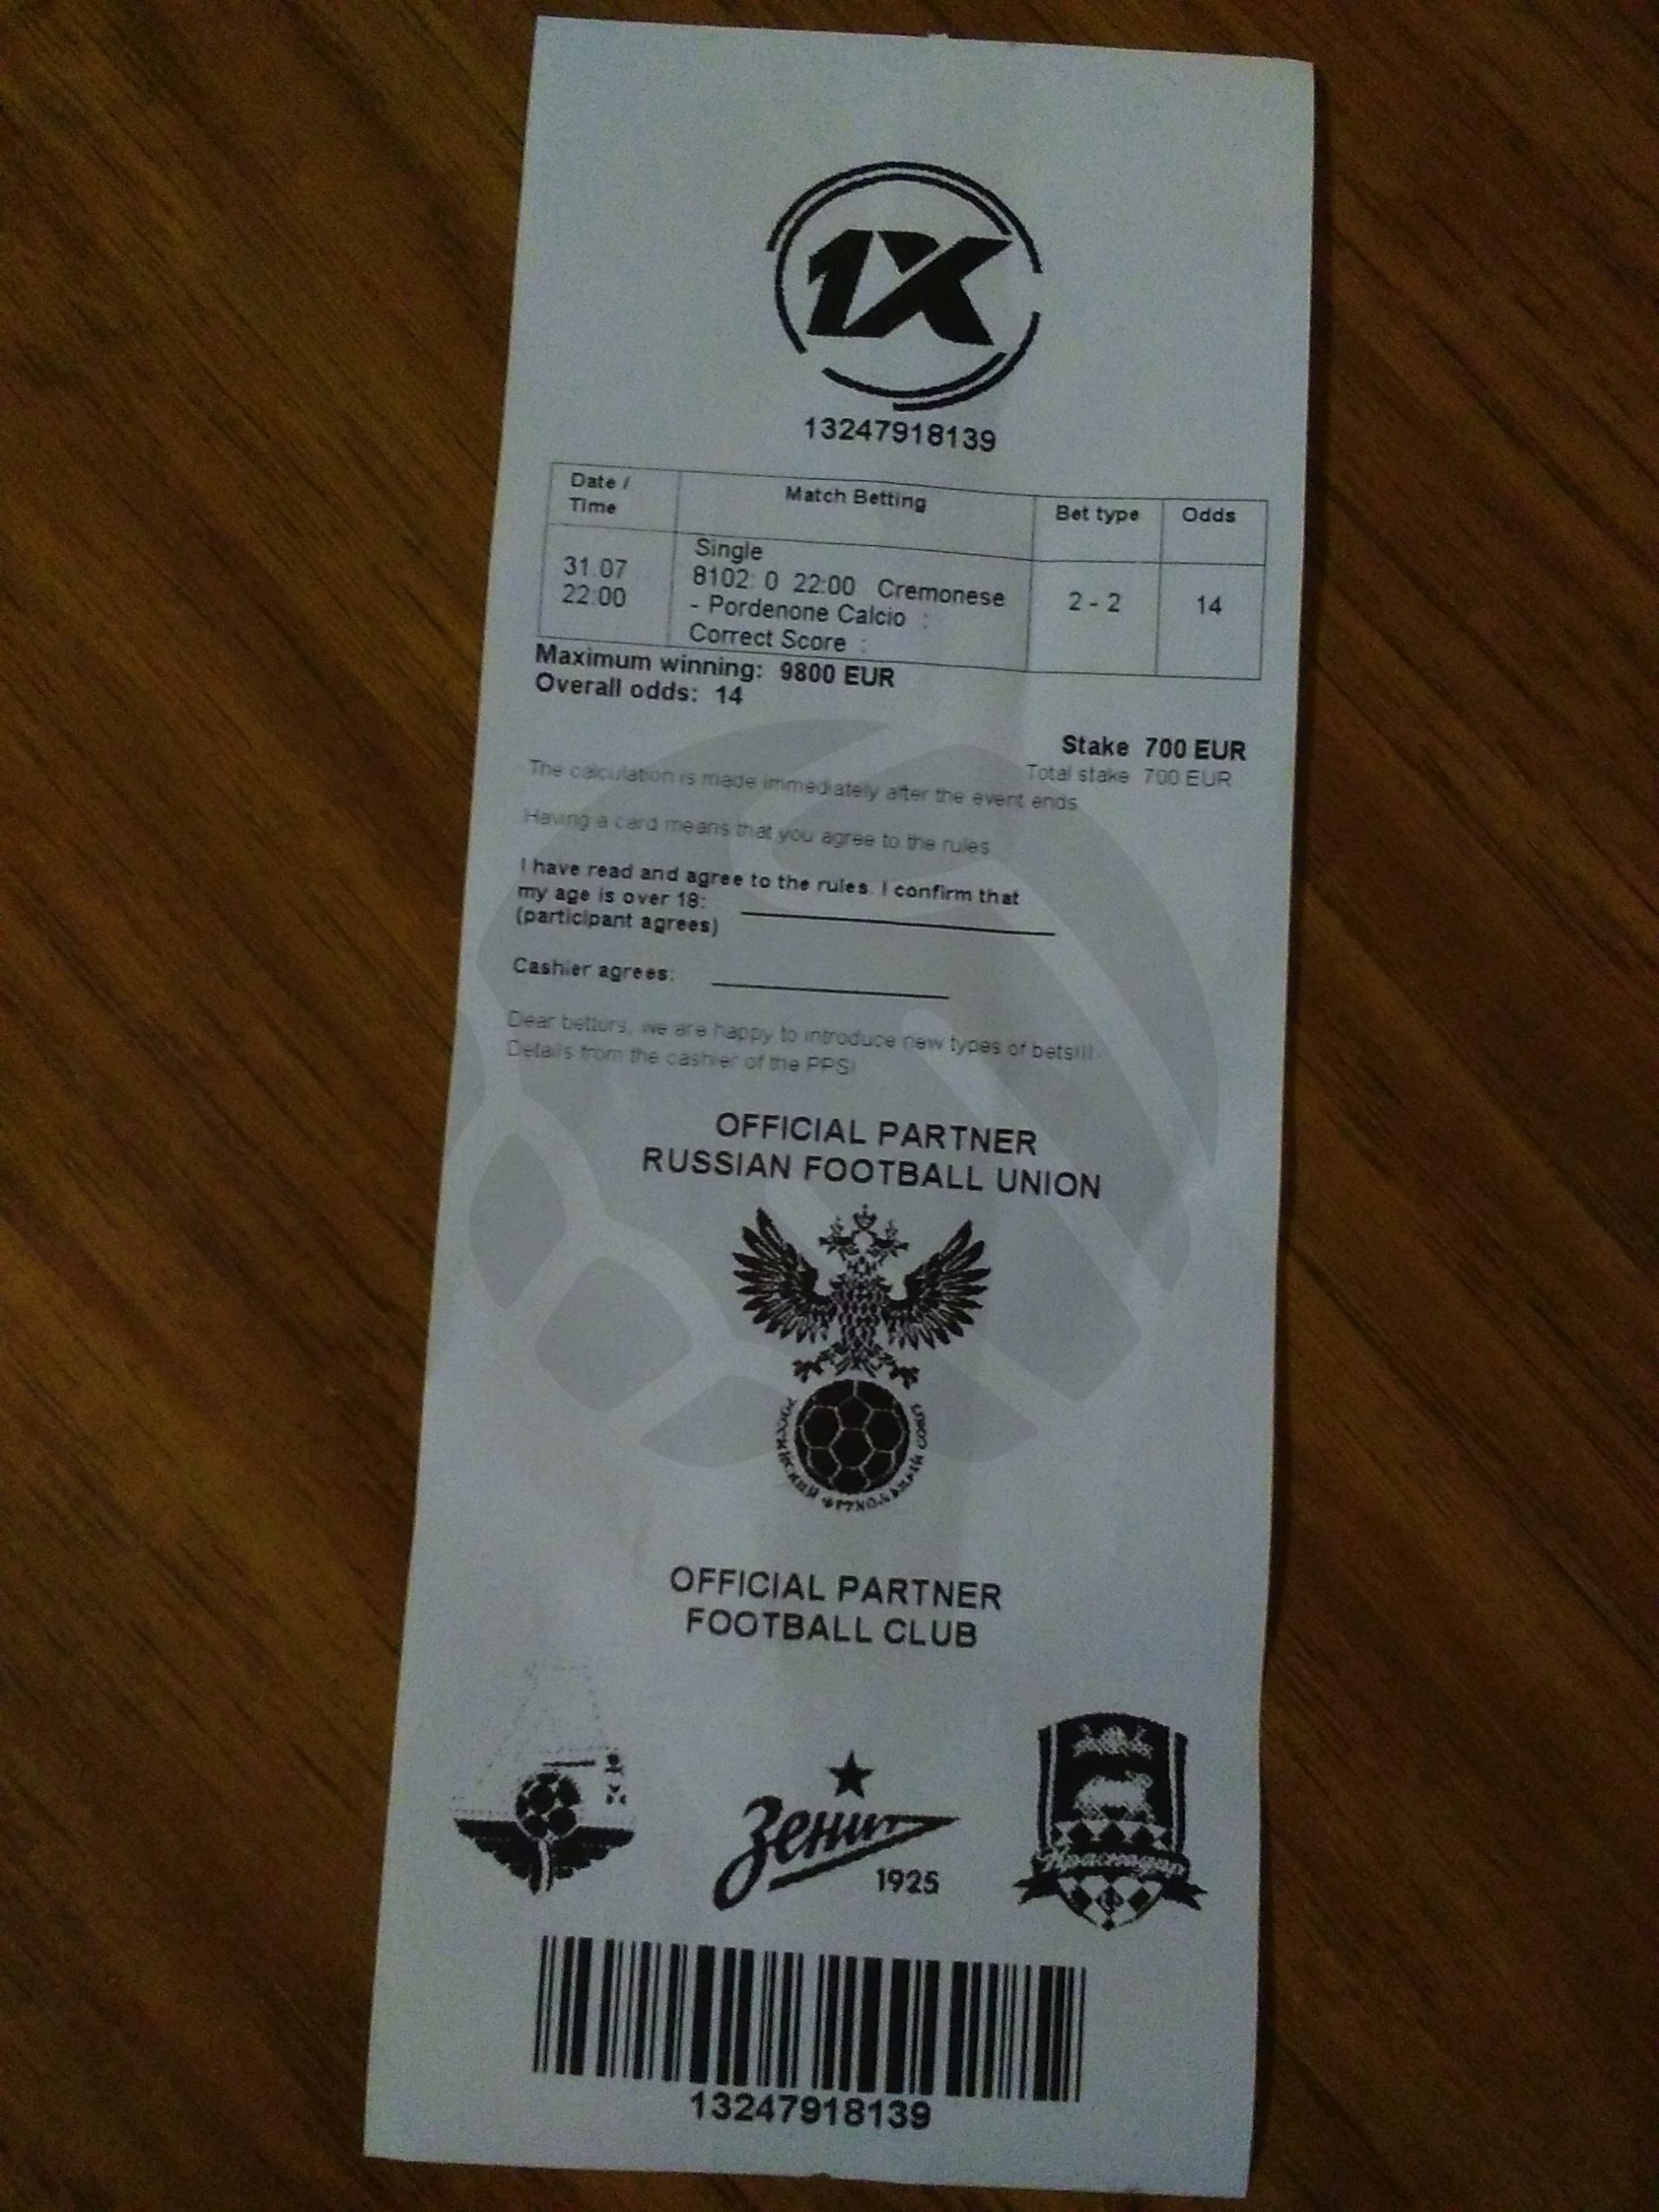 1X
13247918139
Date /
Time
Match Betting
Bet type
Odds
31.07
22:00
Single
8102: 0 22:00 Cremonese
- Pordenone Calcio :
Correct Score :
2 - 2
14
Maximum winning: 9800 EUR
Overall odds: 14
Stake 700 EUR
Total stake 700 EUR
The calculation is made immediately after the event ends
Having a card means that you agree to the rules
I have read and agree to the rules. I confirm that
my age is over 18:
(participant agrees)
Cashier agrees:
Dear bettors, we are happy to introduce new types of bets!!!
Details from the cashier of the PPS!
OFFICIAL PARTNER
RUSSIAN FOOTBALL UNION
РОССИЙСКИЙ ФУТБОЛЬНЫЙ СОЮЗ
OFFICIAL PARTNER
FOOTBALL CLUB
Зенит
1925
Краснодар
13247918139